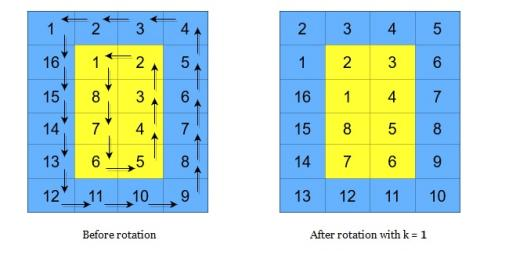 1 2 3 4
16 1 2 5
15 8 3 6
14 7 4 7
13 6 5 8
12 11 10 9
Before rotation
2 3 4 5
1 2 3 6
16 1 4 7
15 8 5 8
14 7 6 9
13 12 11 10
After rotation with k = 1